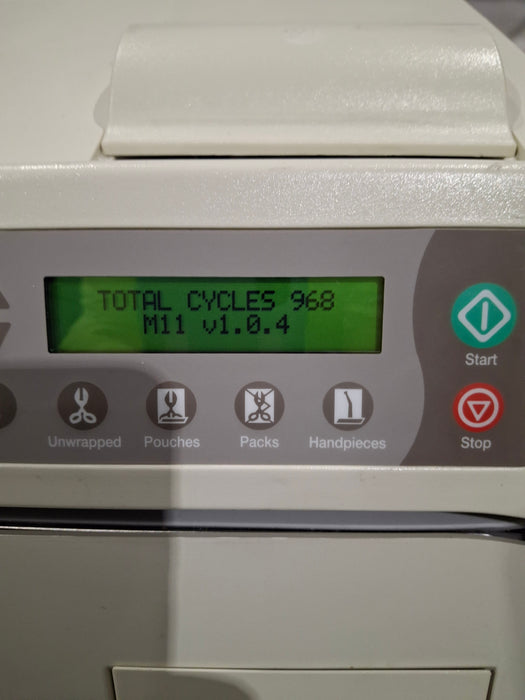 TOTAL CYCLES 968
M11 v1.0.4
Start
Unwrapped
Pouches
Packs
Handpieces
Stop